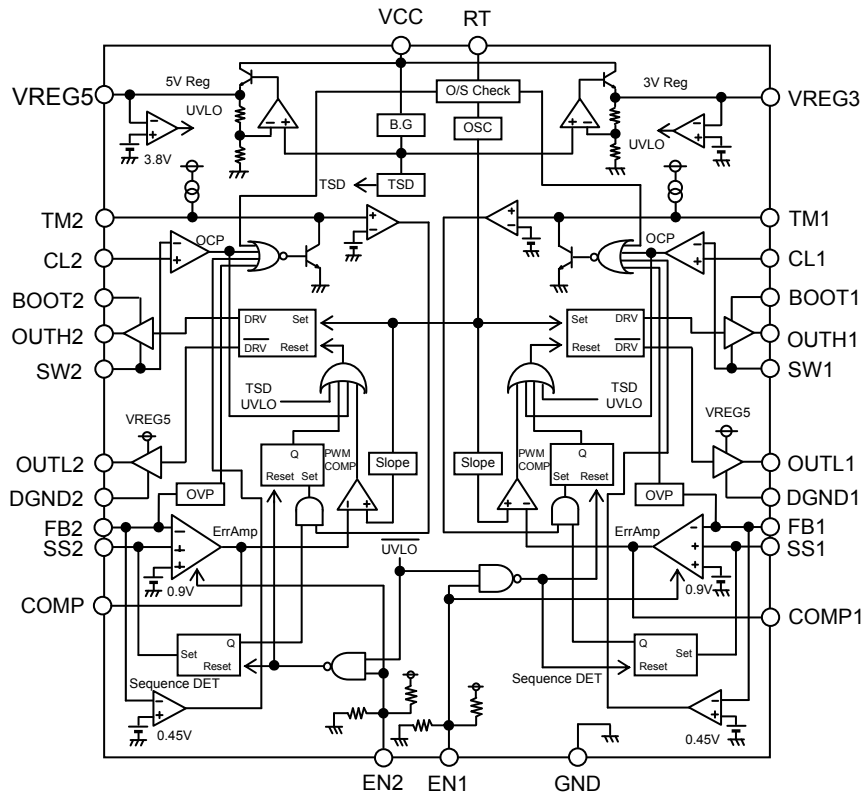 VCC RT
5V Reg 3V Reg
VREG5 O/S Check VREG3
UVLO B.G OSC UVLO
3.8V
TSD TSD
TM2 TM1
OCP OCP
CL2 CL1
BOOT2 BOOT1
DRV Set Set DRV
OUTH2 OUTH1
DRV Reset Reset DRV
SW2 SW1
TSD TSD
UVLO UVLO
VREG5 VREG5
Q PWM COMP Slope Slope PWM COMP Q
OUTL2 Reset Set Set Reset OUTL1
DGND2 OVP OVP DGND1
FB2 ErrAmp ErrAmp FB1
SS2 UVLO SS1
0.9V 0.9V
COMP COMP1
Q Q
Set Reset Reset Set
Sequence DET Sequence DET
0.45V 0.45V
EN2 EN1 GND